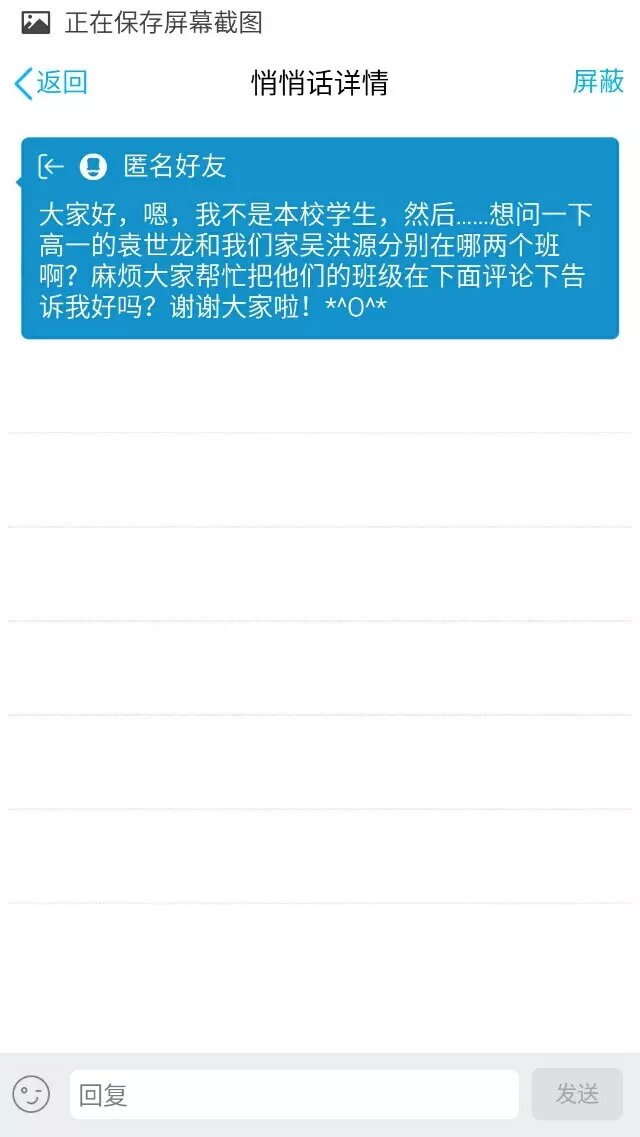 正在保存屏幕截图
返回 悄悄话详情 屏蔽
匿名好友
大家好，嗯，我不是本校学生，然后......想问一下
高一的袁世龙和我们家吴洪源分别在哪两个班
啊？麻烦大家帮忙把他们的班级在下面评论下告
诉我好吗？谢谢大家啦！*^O^*
回复 发送